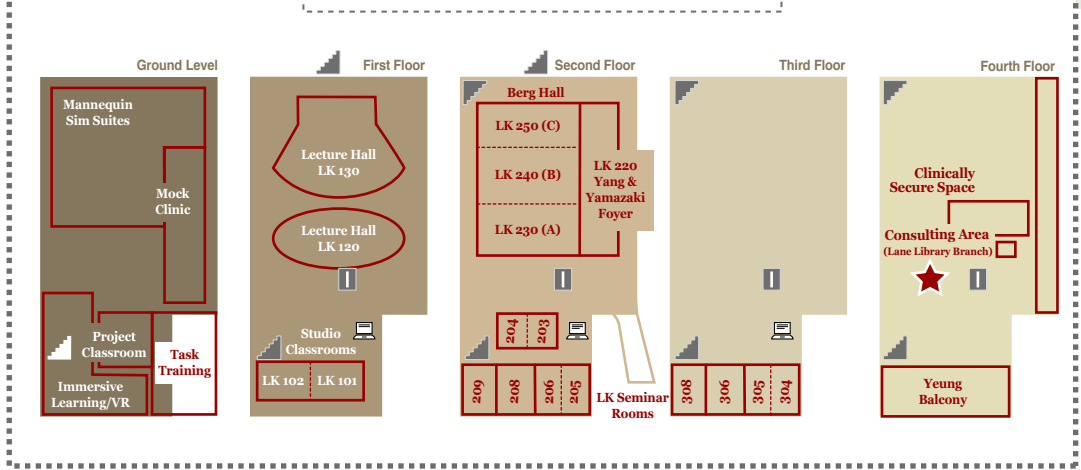 Ground Level
Mannequin
Sim Suites
Mock
Clinic
Project
Classroom
Task
Training
Immersive
Learning/VR
First Floor
Lecture Hall
LK 130
Lecture Hall
LK 120
Studio
Classrooms
LK 102
LK 101
Second Floor
Berg Hall
LK 250 (C)
LK 240 (B)
LK 230 (A)
LK 220
Yang &
Yamazaki
Foyer
204
203
209
208
206
205
LK Seminar
Rooms
Third Floor
308
306
305
304
Fourth Floor
Clinically
Secure Space
Consulting Area
(Lane Library Branch)
Yeung
Balcony